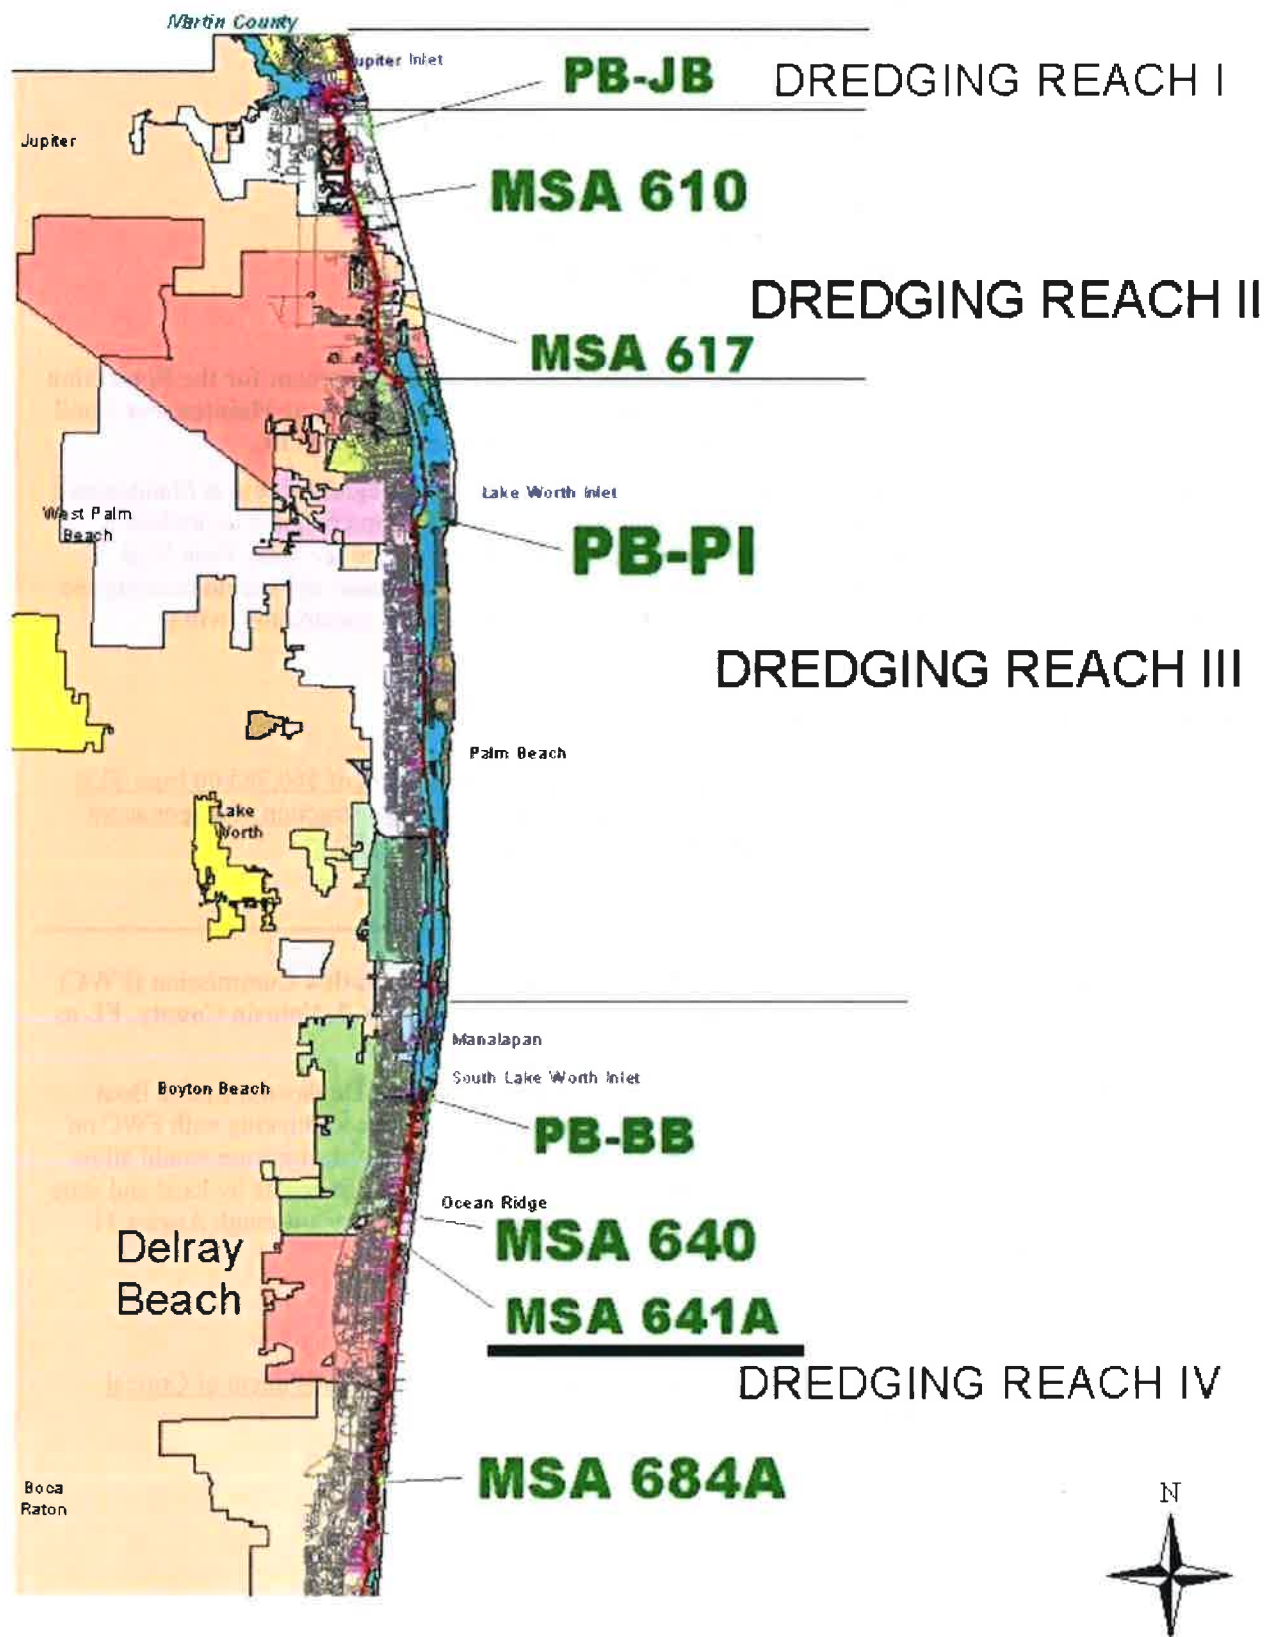 Martin County
Jupiter Inlet
PB-JB
DREDGING REACH I
Jupiter
MSA 610
DREDGING REACH II
MSA 617
Lake Worth Inlet
West Palm
Beach
PB-PI
DREDGING REACH III
Palm Beach
Lake
Worth
Manalapan
South Lake Worth Inlet
Boyton Beach
PB-BB
Ocean Ridge
MSA 640
Delray
Beach
MSA 641A
DREDGING REACH IV
MSA 684A
Boca
Raton
N